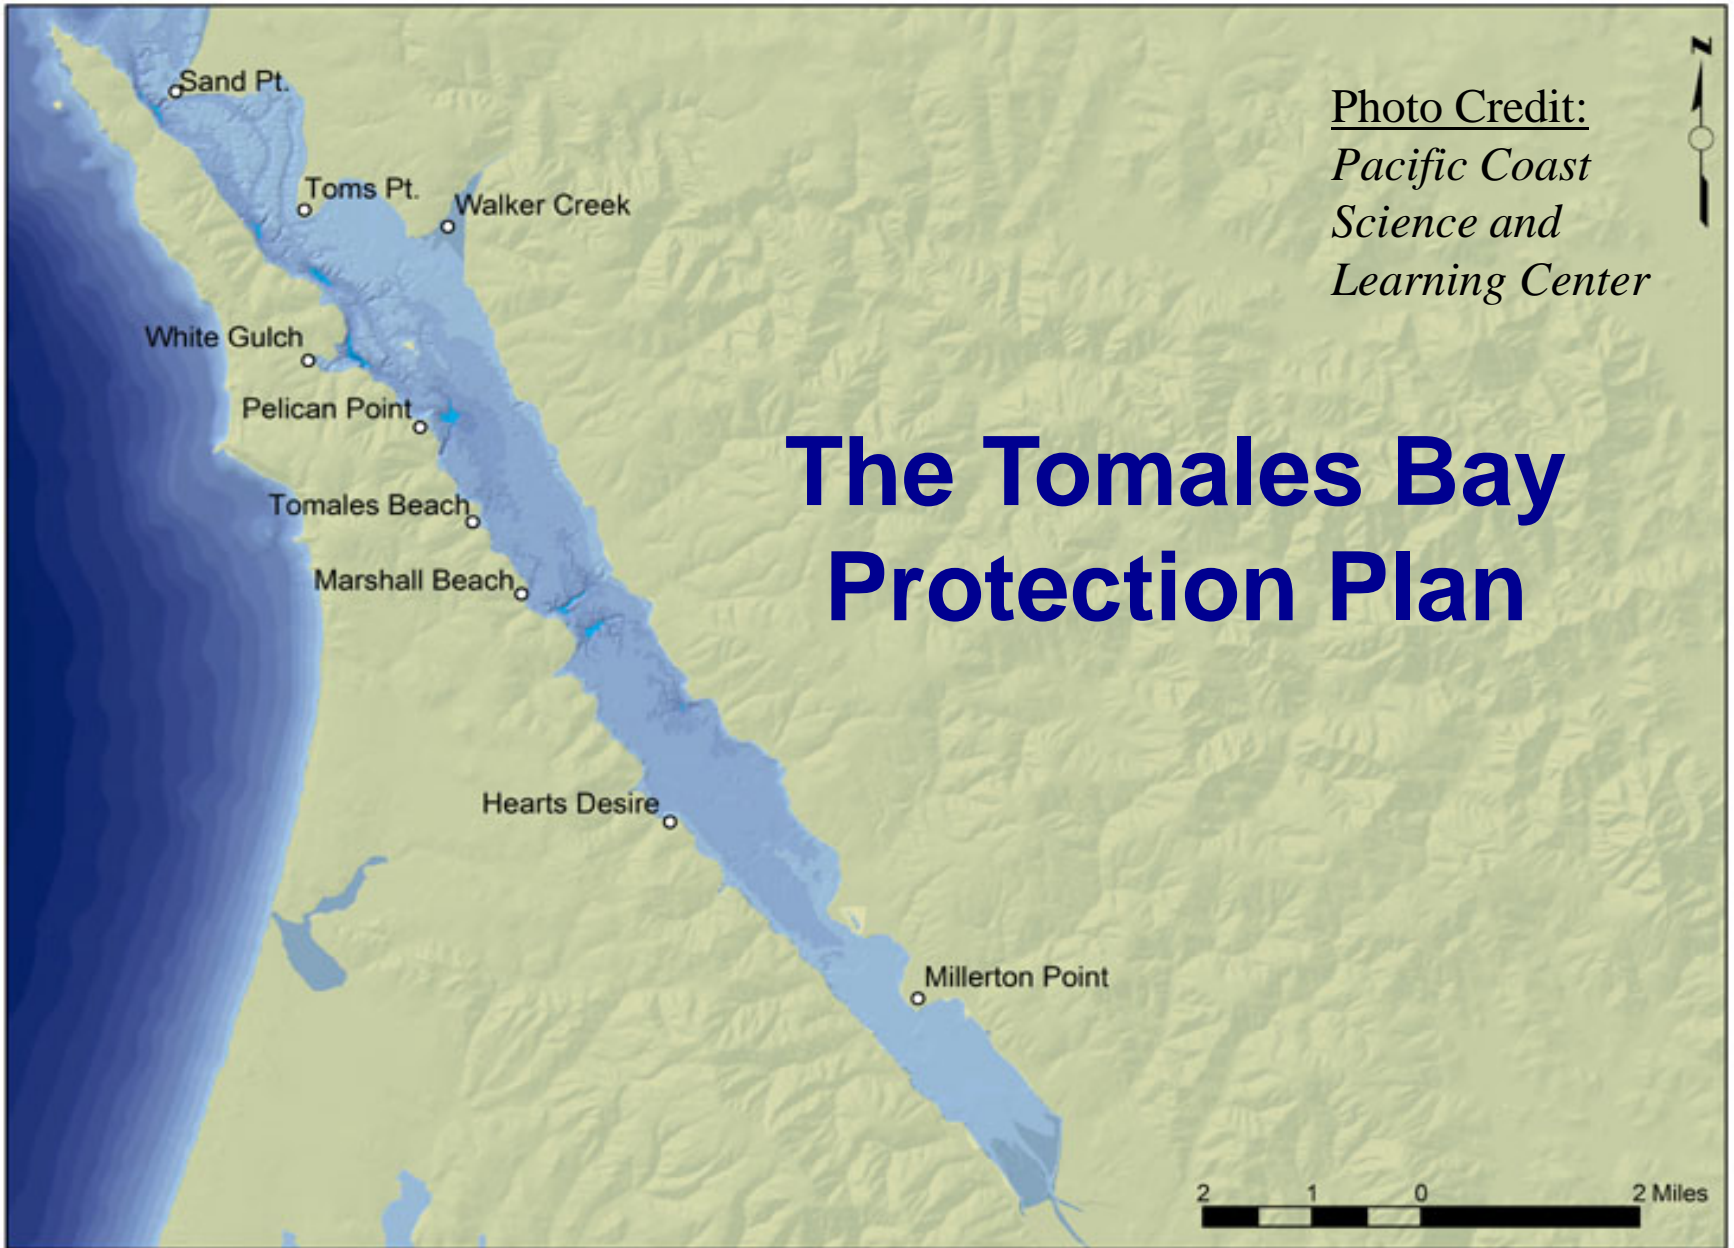 Sand Pt.
Toms Pt.
Walker Creek
White Gulch
Pelican Point
Tomales Beach
Marshall Beach
Hearts Desire
Millerton Point
N
Photo Credit:
Pacific Coast
Science and
Learning Center
The Tomales Bay
Protection Plan
2 1 0 2 Miles